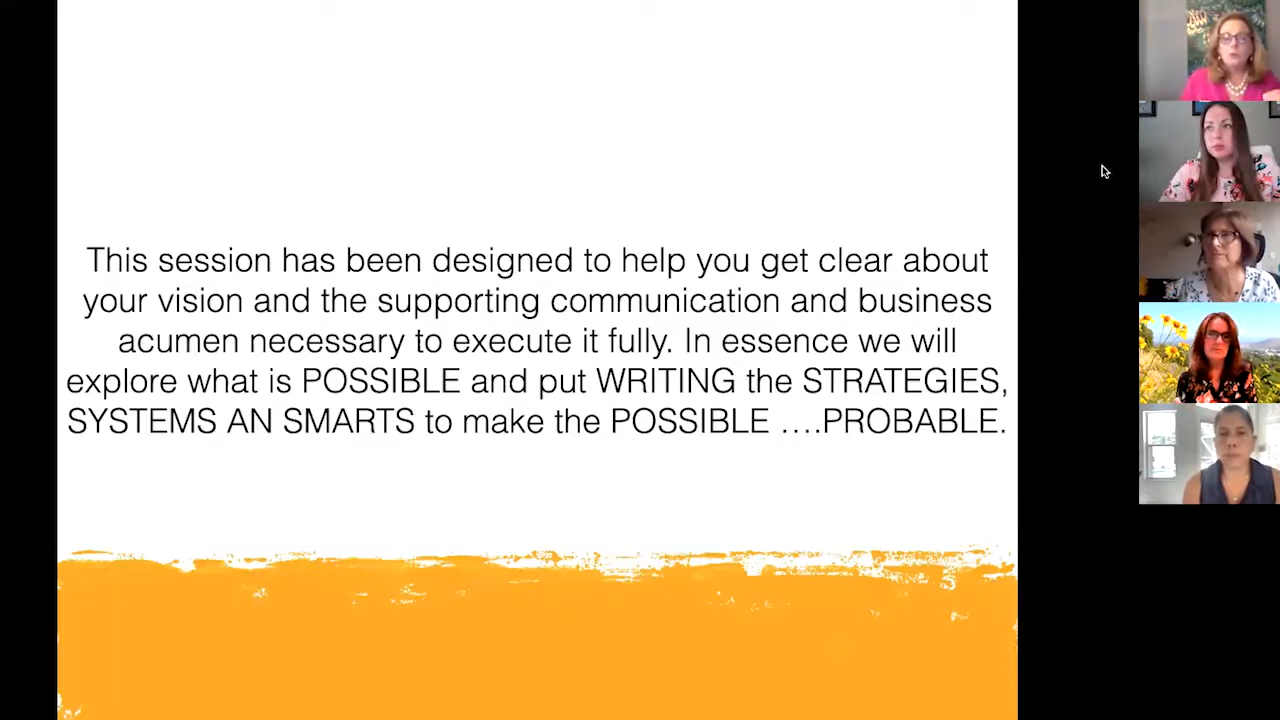 This session has been designed to help you get clear about
your vision and the supporting communication and business
acumen necessary to execute it fully. In essence we will
explore what is POSSIBLE and put WRITING the STRATEGIES,
SYSTEMS AN SMARTS to make the POSSIBLE ....PROBABLE.